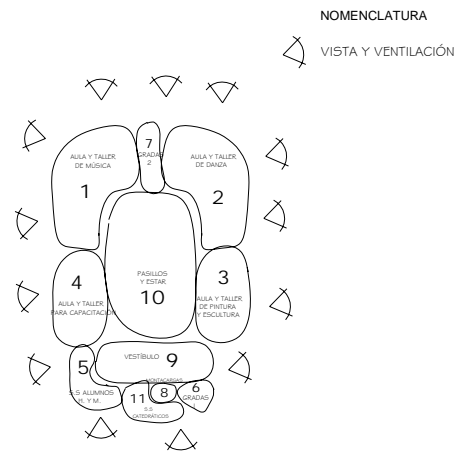 NOMENCLATURA
VISTA Y VENTILACIÓN
7
GRADAS
2
AULA Y TALLER
DE MÚSICA
1
AULA Y TALLER
DE DANZA
2
PASILLOS
Y ESTAR
10
4
AULA Y TALLER
PARA CAPACITACIÓN
3
AULA Y TALLER
DE PINTURA
Y ESCULTURA
VESTÍBULO 9
5
S.S ALUMNOS
H. Y M.
MONTACARGAS
8
6
GRADAS
1
11
S.S
CATEDRÁTICOS